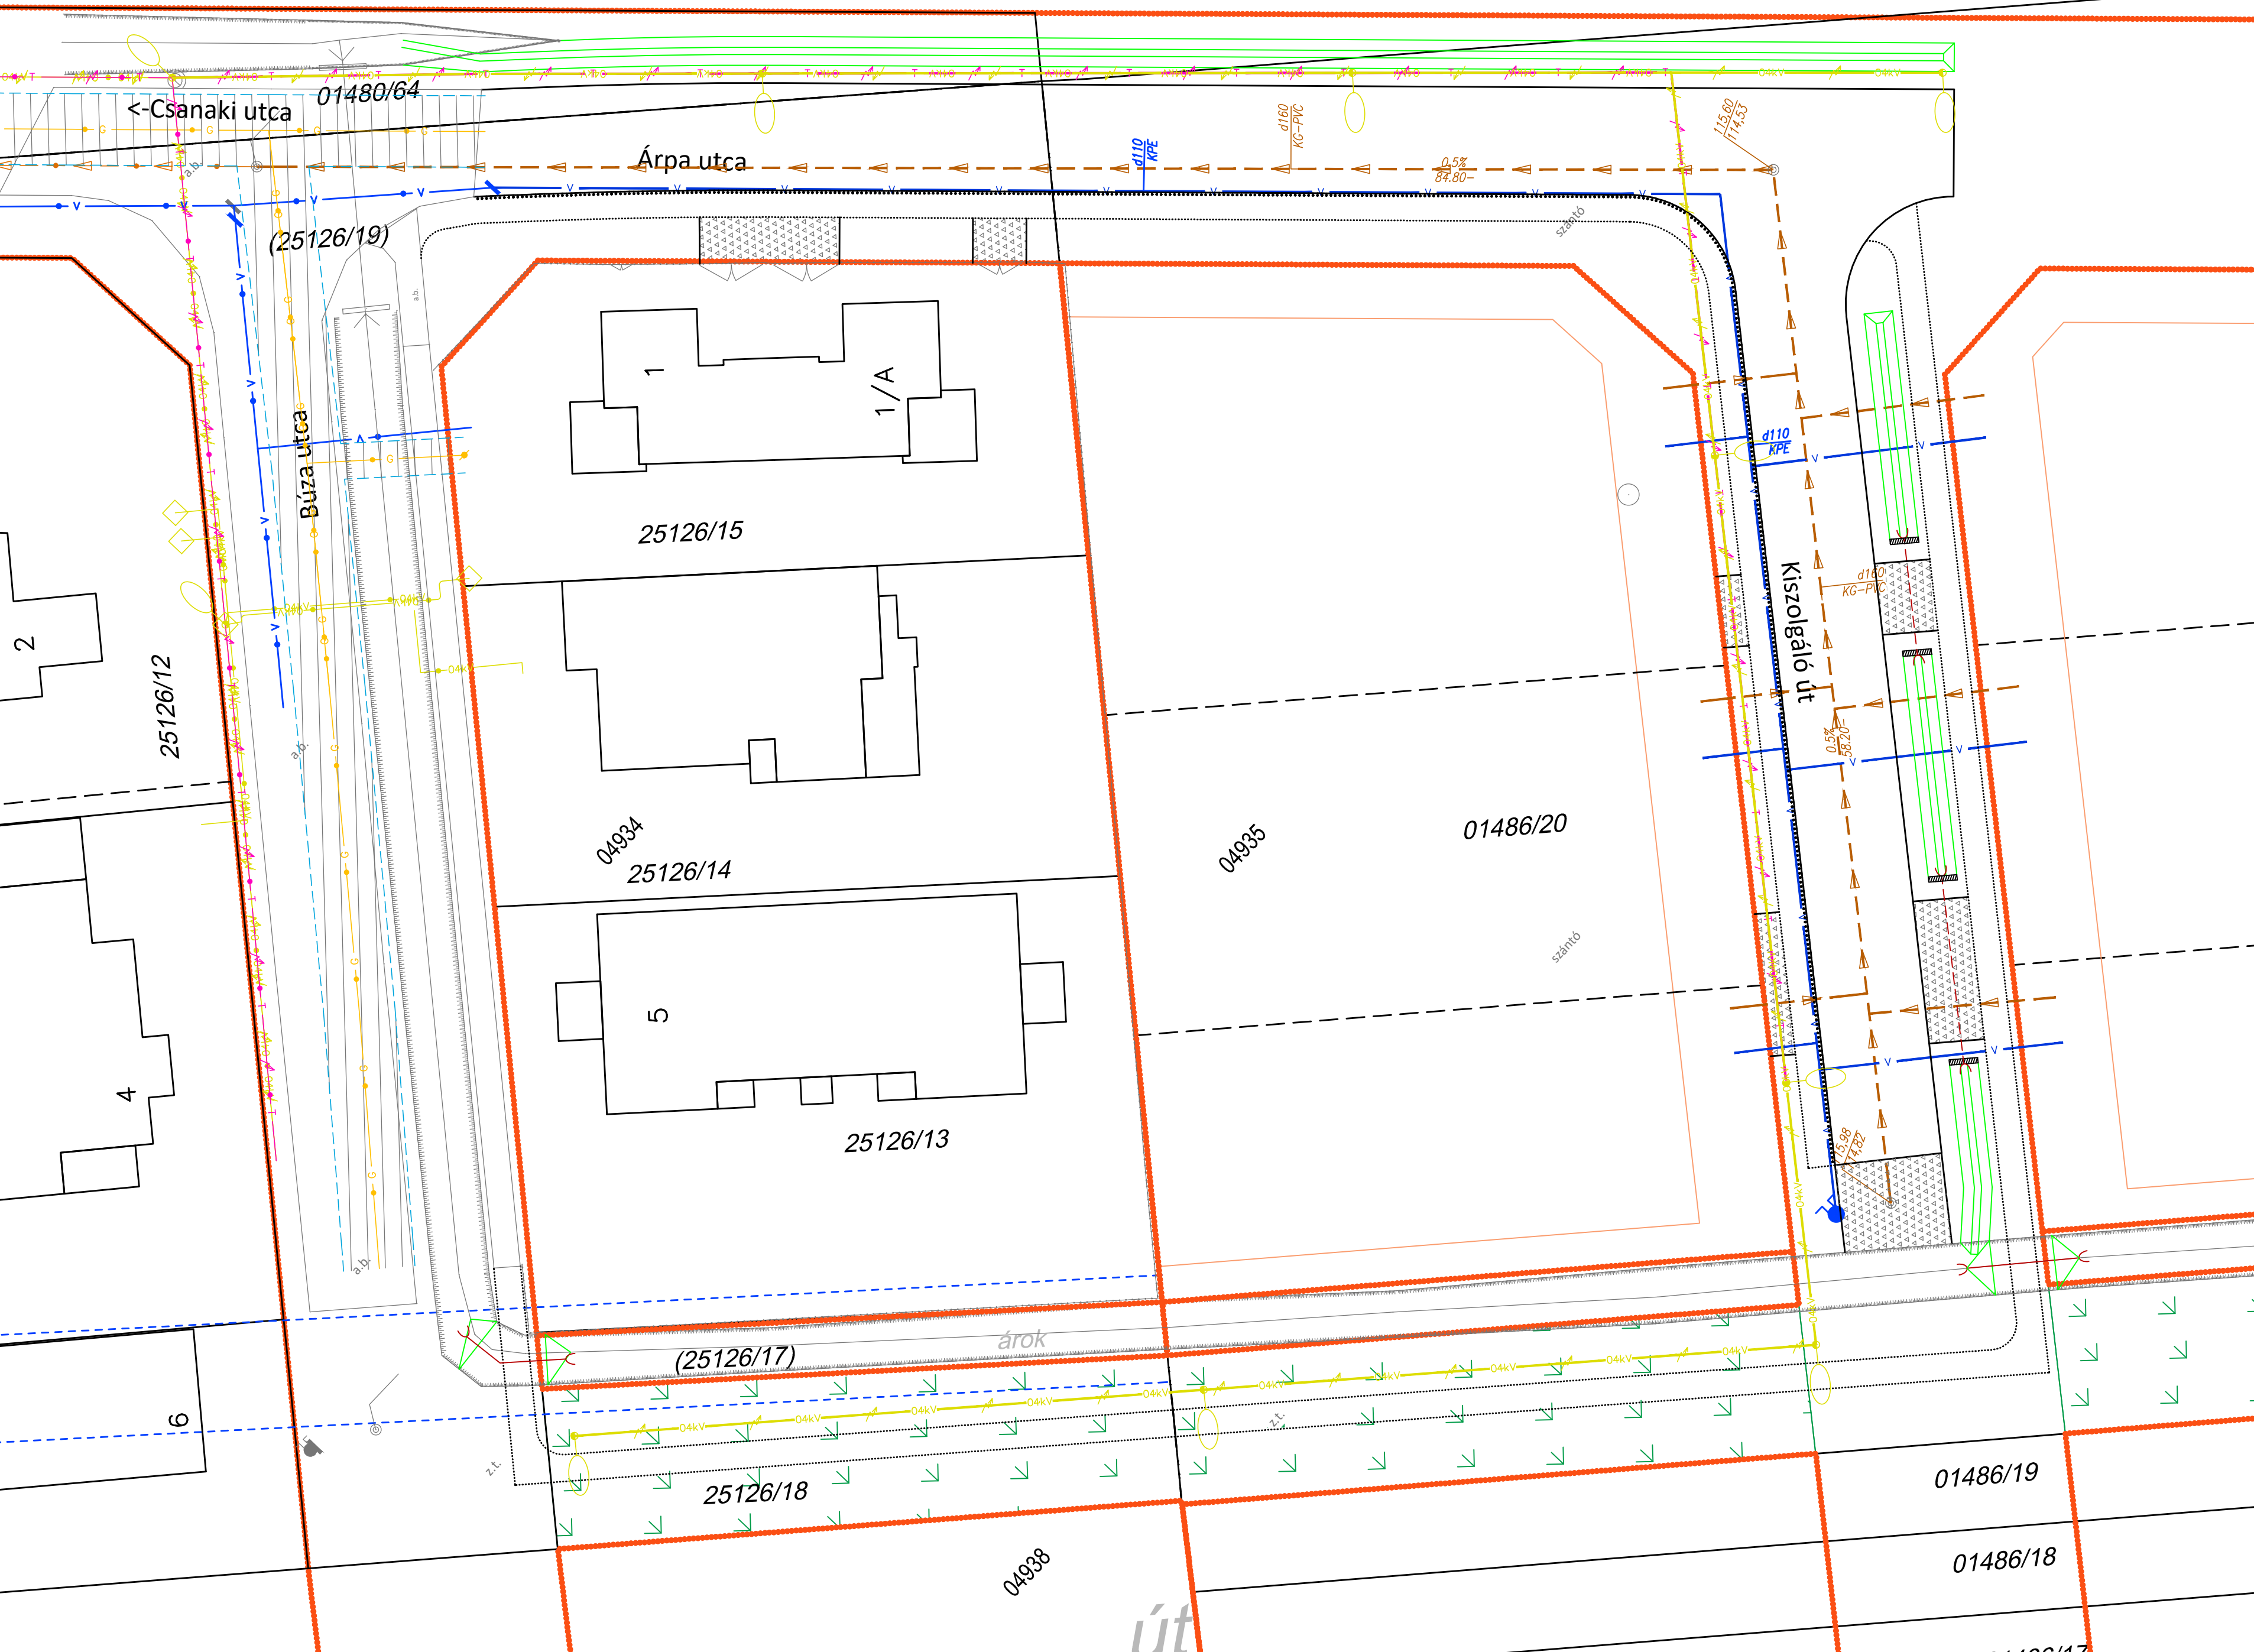 01480/64
<-Csanaki utca
Árpa utca
d110
KPE
d160
KG-PVC
0.5%
84.80-
115,60
114,53
a.b.
(25126/19)
szántó
a.b.
1
1/A
Búza utca
d110
KPE
25126/15
Kiszolgáló út
d160
KG-PVC
2
25126/12
a.b.
0.5%
58.20-
04934
25126/14
04935
01486/20
szántó
5
4
25126/13
115,98
114,82
a.b.
(25126/17)
árok
6
z.t.
z.t.
25126/18
01486/19
01486/18
04938
út